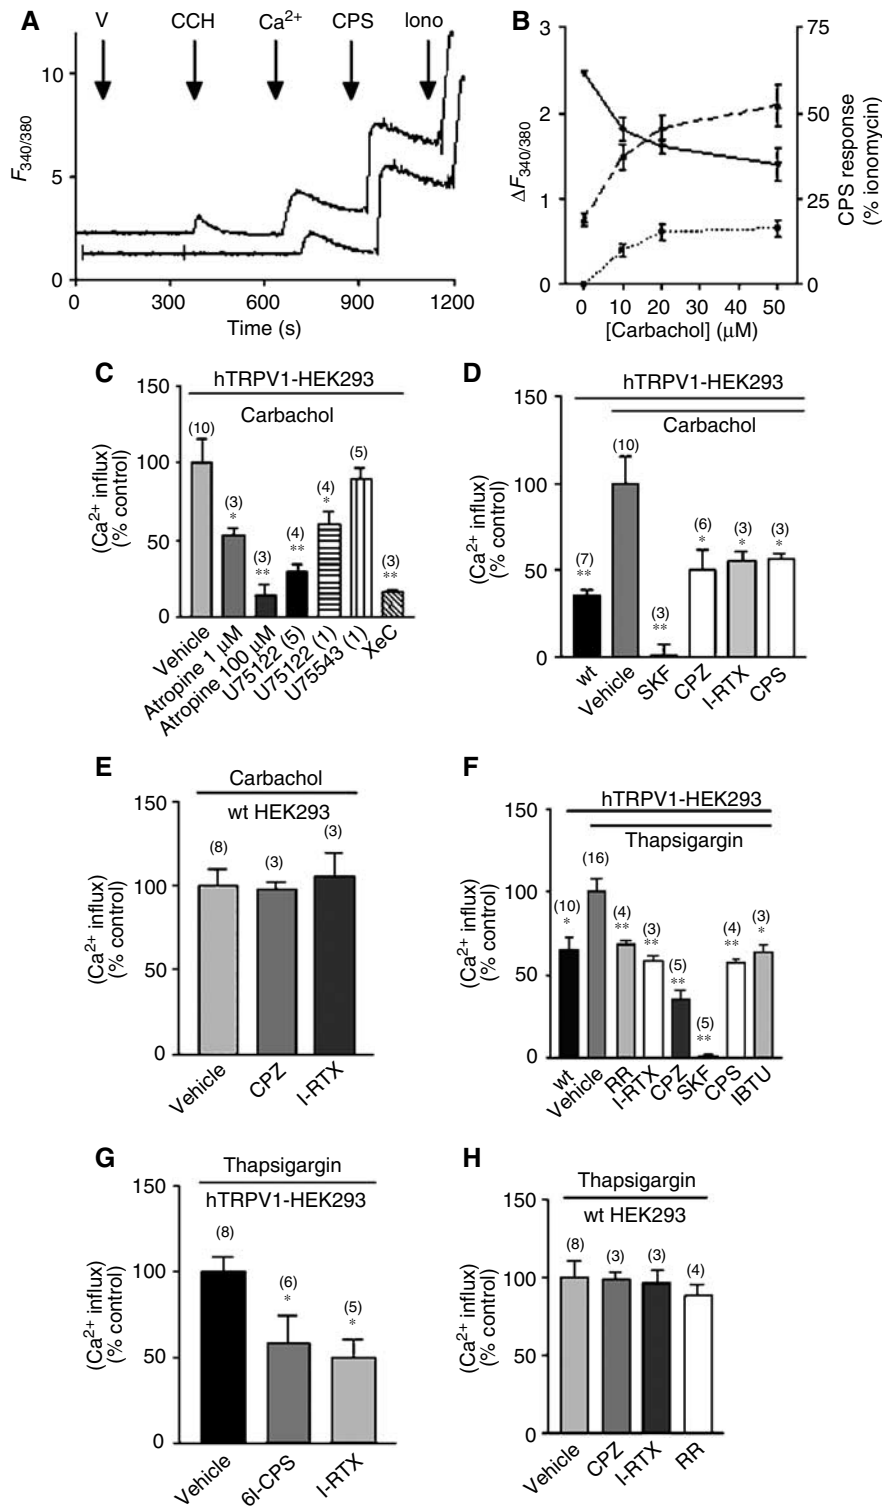 A
V CCH Ca²⁺ CPS Iono
10
5
0
F340/380
0 300 600 900 1200
Time (s)
B
3
2
1
0
ΔF340/380
75
50
25
0
CPS response
(% ionomycin)
0 10 20 30 40 50
[Carbachol] (μM)
C
hTRPV1-HEK293
Carbachol
150
100
50
0
(Ca²⁺ influx)
(% control)
(10)
(3)
*
(3)
**
(4)
**
(4)
*
(5)
(3)
**
Vehicle
Atropine 1 μM
Atropine 100 μM
U75122 (5)
U75122 (1)
U75543 (1)
XeC
D
hTRPV1-HEK293
Carbachol
150
100
50
0
(Ca²⁺ influx)
(% control)
(7)
**
(10)
(3)
**
(6)
*
(3)
*
(3)
*
wt
Vehicle
SKF
CPZ
I-RTX
CPS
E
Carbachol
wt HEK293
150
100
50
0
(Ca²⁺ influx)
(% control)
(8)
(3)
(3)
Vehicle
CPZ
I-RTX
F
hTRPV1-HEK293
Thapsigargin
150
100
50
0
(Ca²⁺ influx)
(% control)
(10)
*
(16)
(4)
**
(3)
**
(5)
**
(5)
**
(4)
**
(3)
*
wt
Vehicle
RR
I-RTX
CPZ
SKF
CPS
IBTU
G
Thapsigargin
hTRPV1-HEK293
150
100
50
0
(Ca²⁺ influx)
(% control)
(8)
(6)
*
(5)
*
Vehicle
6I-CPS
I-RTX
H
Thapsigargin
wt HEK293
150
100
50
0
(Ca²⁺ influx)
(% control)
(8)
(3)
(3)
(4)
Vehicle
CPZ
I-RTX
RR